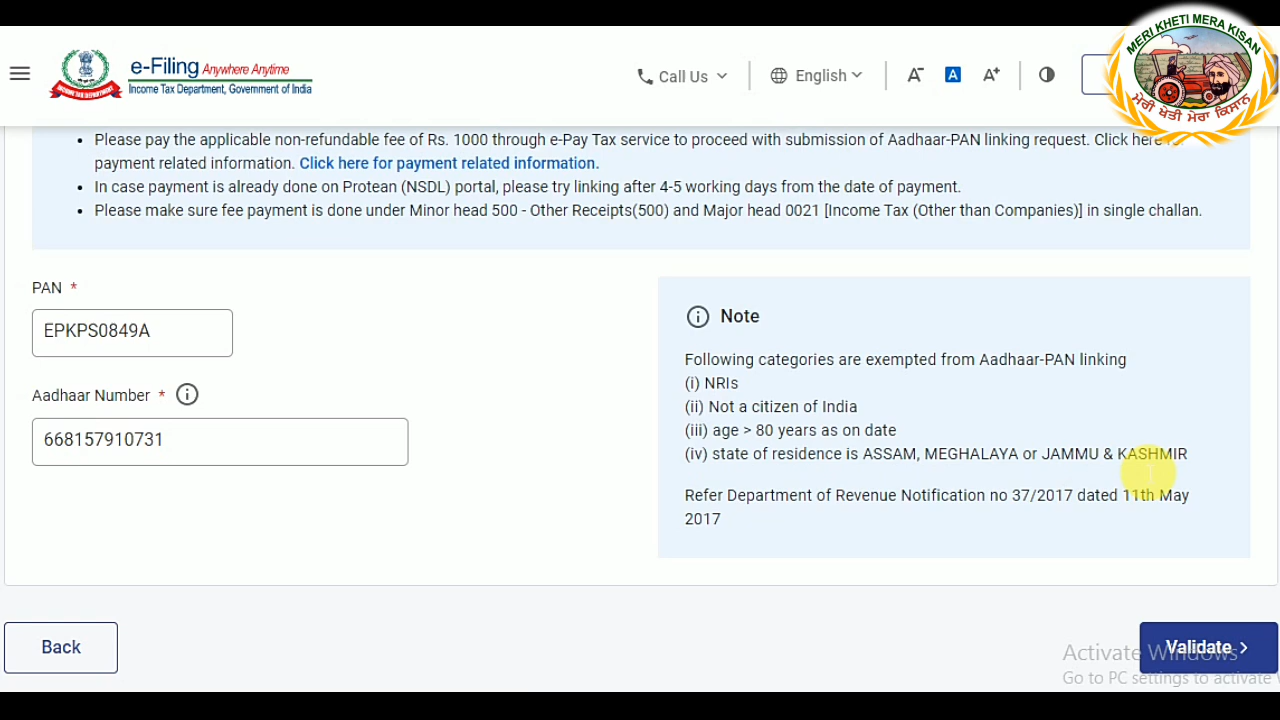 MERI KHETI MERA KISAN
ਮੇਰੀ ਖੇਤੀ ਮੇਰਾ ਕਿਸਾਨ
e-Filing Anywhere Anytime
Income Tax Department, Government of India
Call Us
English
A-
A
A+
Please pay the applicable non-refundable fee of Rs. 1000 through e-Pay Tax service to proceed with submission of Aadhaar-PAN linking request. Click here
payment related information. Click here for payment related information.
In case payment is already done on Protean (NSDL) portal, please try linking after 4-5 working days from the date of payment.
Please make sure fee payment is done under Minor head 500 - Other Receipts(500) and Major head 0021 [Income Tax (Other than Companies)] in single challan.
PAN *
EPKPS0849A
Aadhaar Number *
668157910731
Note
Following categories are exempted from Aadhaar-PAN linking
(i) NRIs
(ii) Not a citizen of India
(iii) age > 80 years as on date
(iv) state of residence is ASSAM, MEGHALAYA or JAMMU & KASHMIR
Refer Department of Revenue Notification no 37/2017 dated 11th May
2017
Back
Validate
Activate Windows
Go to PC settings to activate